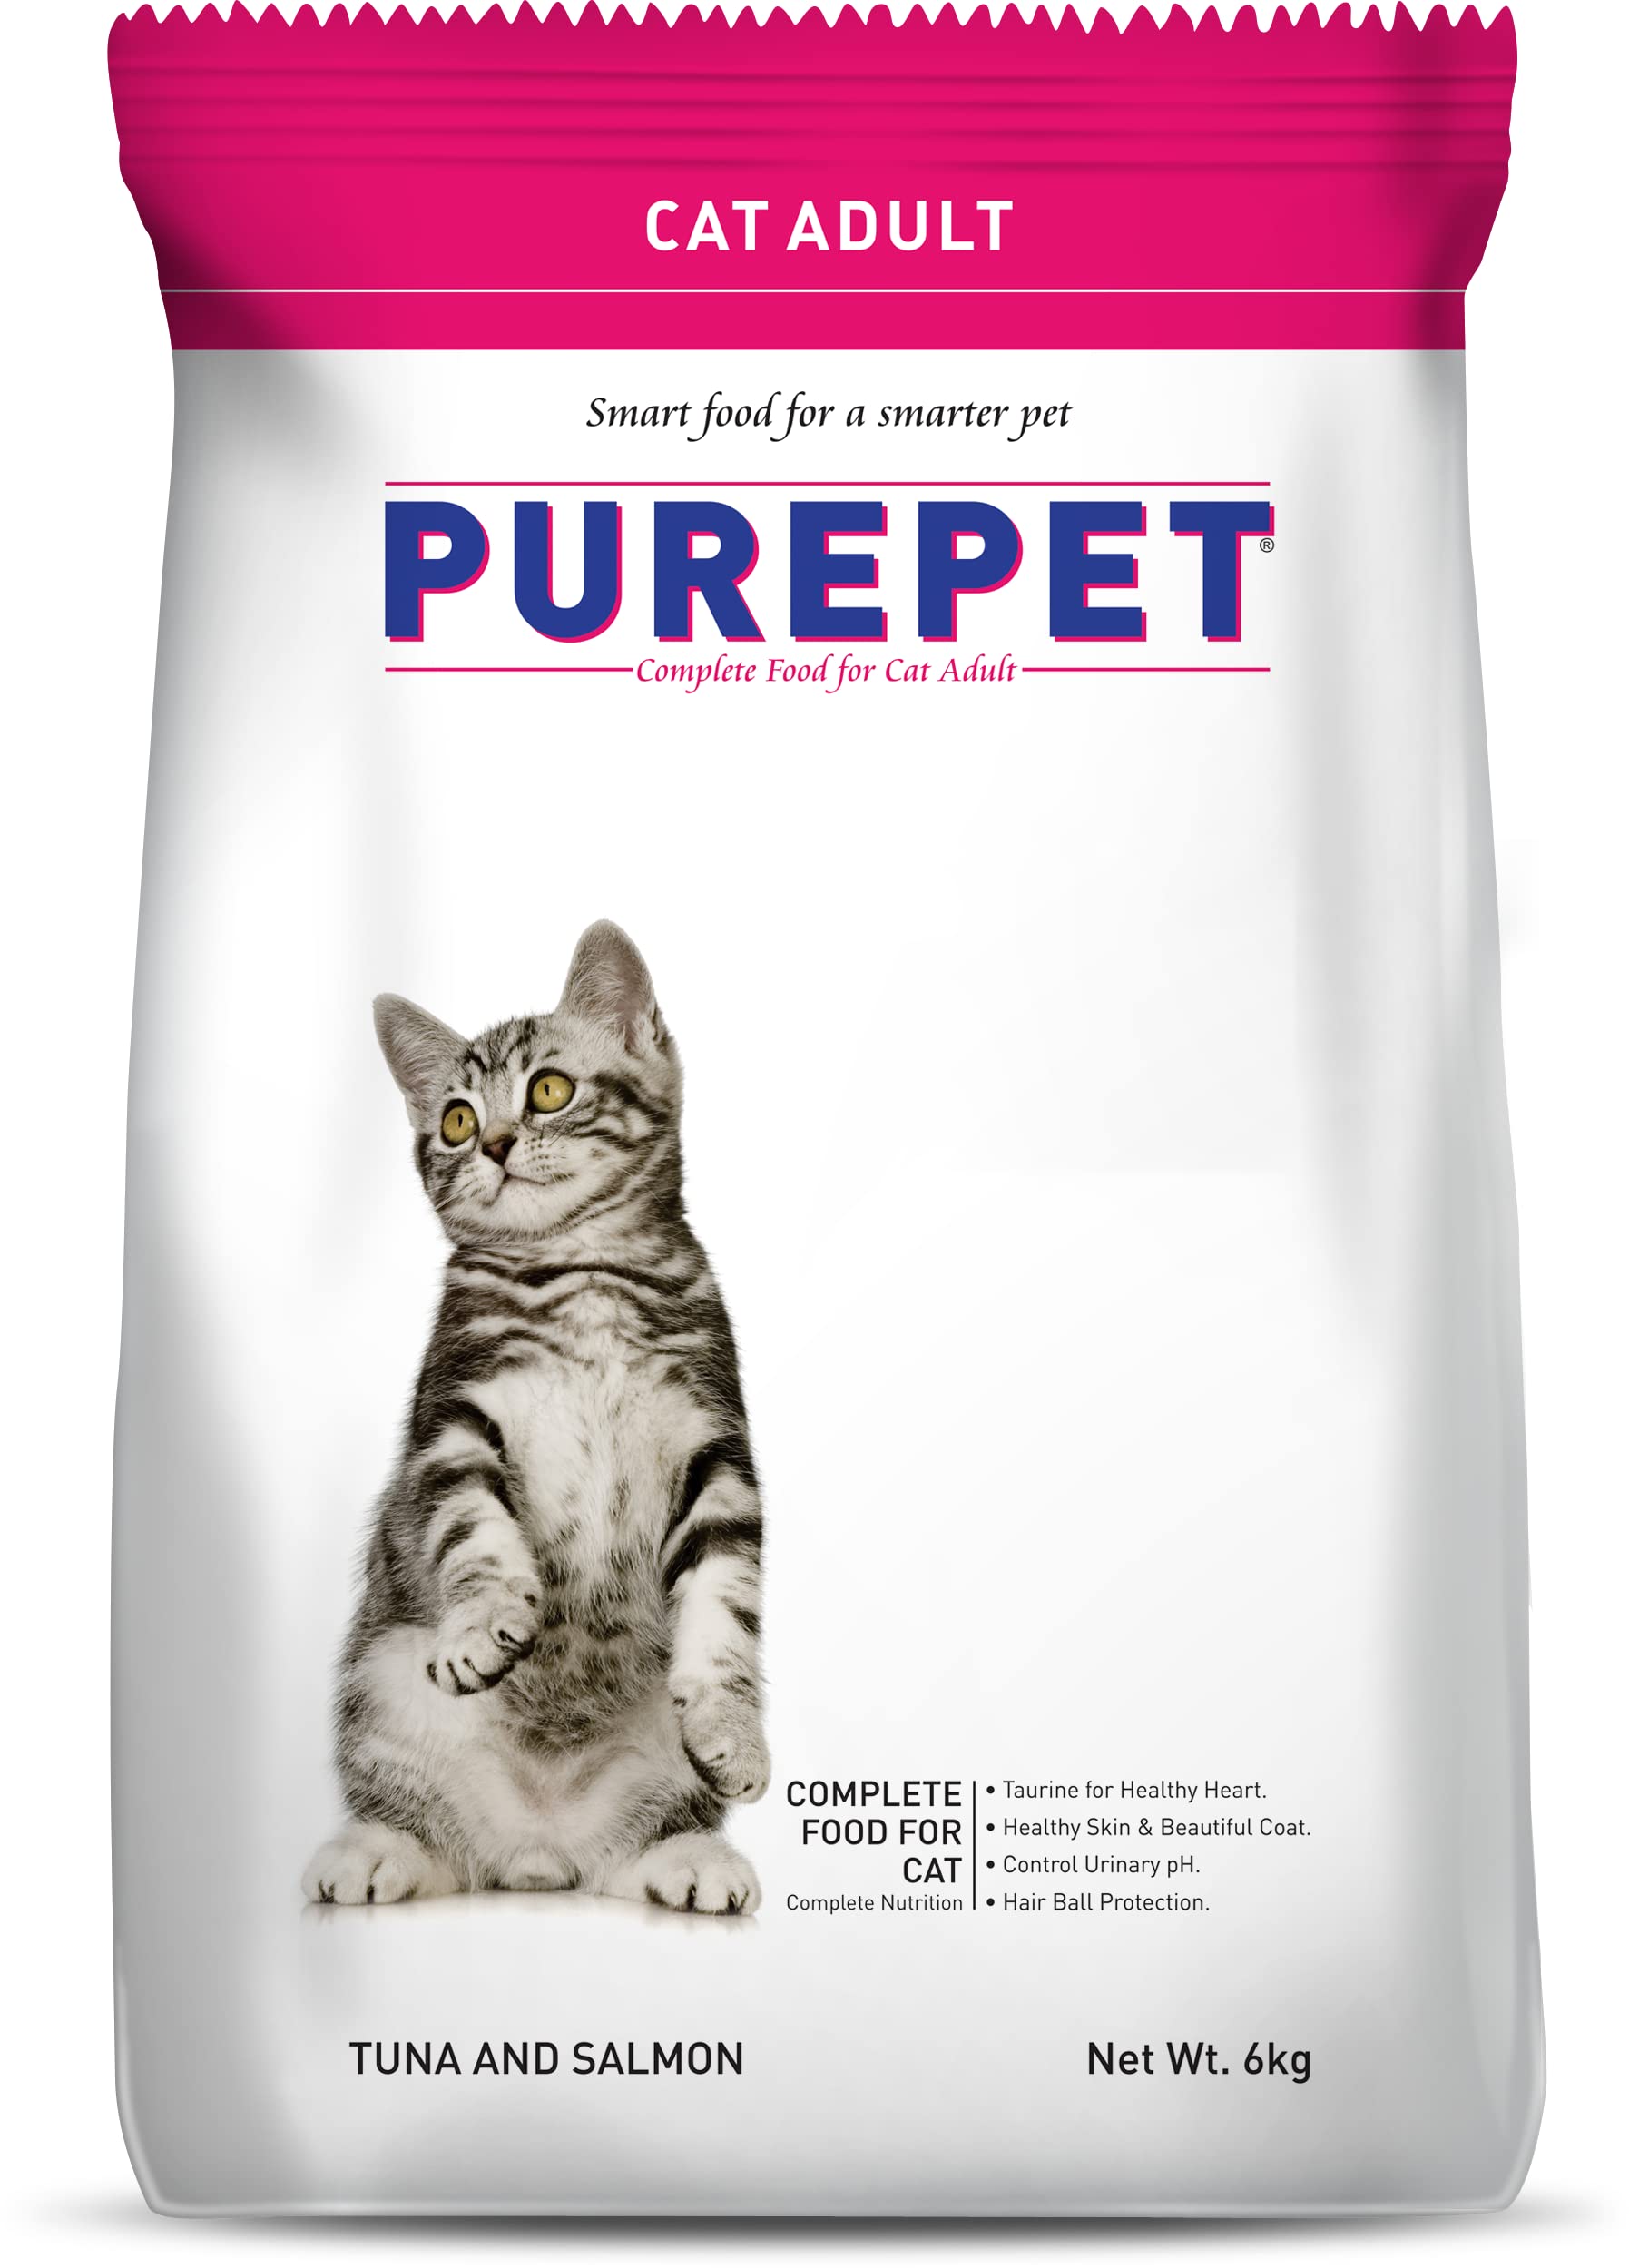 CAT ADULT
Smart food for a smarter pet
PUREPET®
Complete Food for Cat Adult
COMPLETE
FOOD FOR
CAT
Complete Nutrition
• Taurine for Healthy Heart.
• Healthy Skin & Beautiful Coat.
• Control Urinary pH.
• Hair Ball Protection.
TUNA AND SALMON
Net Wt. 6kg